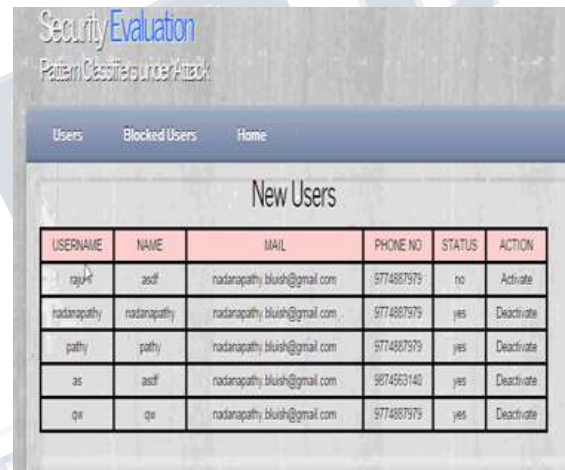 Security Evaluation
Pattern Classifiers under Attack
Users Blocked Users Home
New Users
USERNAME NAME MAIL PHONE NO STATUS ACTION
raju asdf nadanapathy.bluish@gmail.com 9774887979 no Activate
nadanapathy nadanapathy nadanapathy.bluish@gmail.com 9774887979 yes Deactivate
pathy pathy nadanapathy.bluish@gmail.com 9774887979 yes Deactivate
as asdf nadanapathy.bluish@gmail.com 9874563140 yes Deactivate
qw qw nadanapathy.bluish@gmail.com 9774887979 yes Deactivate